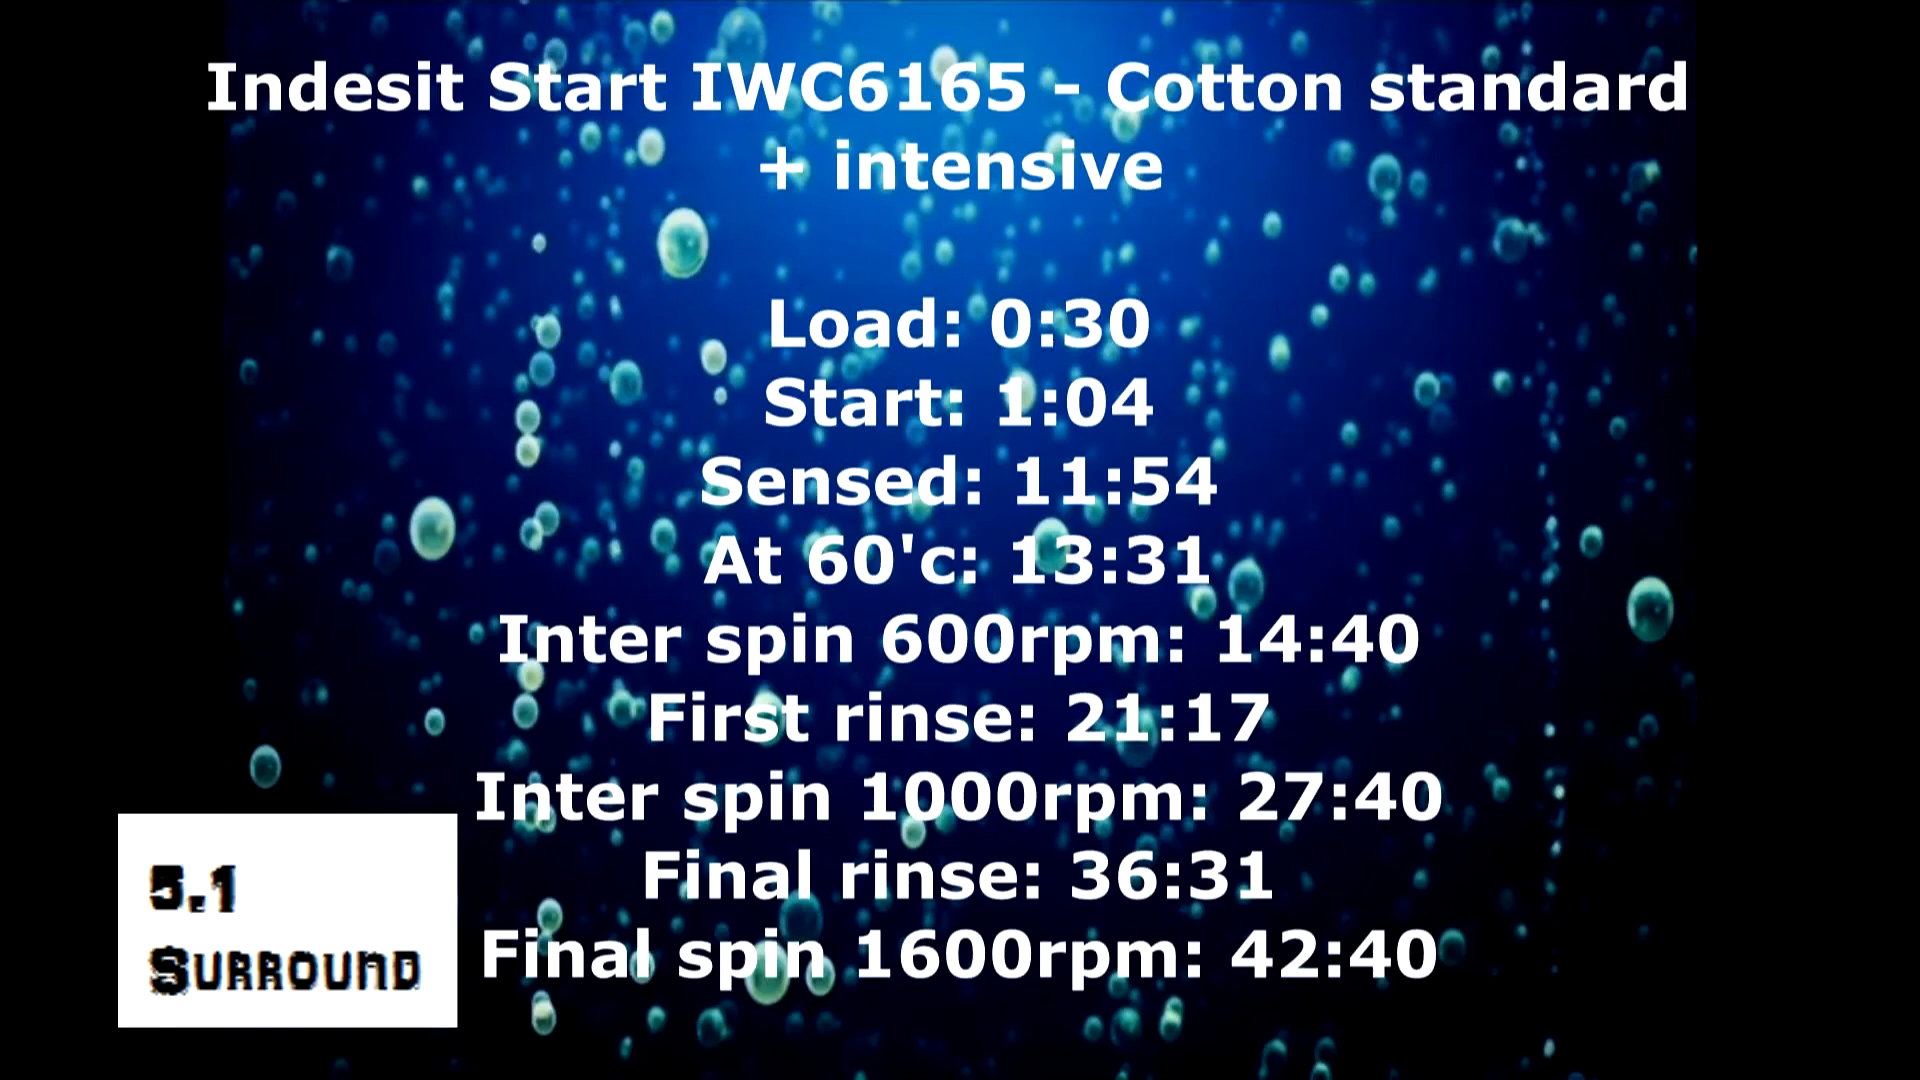 Indesit Start IWC6165 - Cotton standard
+ intensive
Load: 0:30
Start: 1:04
Sensed: 11:54
At 60'c: 13:31
Inter spin 600rpm: 14:40
First rinse: 21:17
Inter spin 1000rpm: 27:40
Final rinse: 36:31
Final spin 1600rpm: 42:40
5.1
Surround